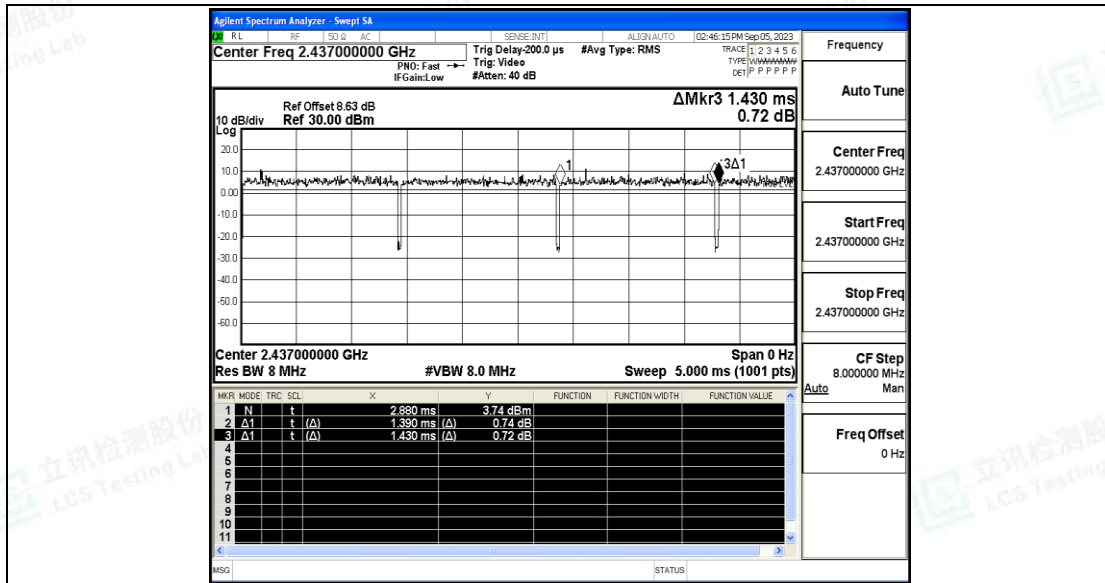 Agilent Spectrum Analyzer - Swept SA
RL RF 50 Ω AC SENSE:INT ALIGN AUTO 02:46:15 PM Sep 05, 2023
Center Freq 2.437000000 GHz
PNO: Fast
IFGain:Low
Trig Delay-200.0 µs
Trig: Video
#Atten: 40 dB
#Avg Type: RMS
TRACE 1 2 3 4 5 6
TYPE
DET P P P P P P
ΔMkr3 1.430 ms
0.72 dB
10 dB/div
Log
Ref Offset 8.63 dB
Ref 30.00 dBm
20.0
10.0
0.00
-10.0
-20.0
-30.0
-40.0
-50.0
-60.0
1
3Δ1
Center 2.437000000 GHz Span 0 Hz
Res BW 8 MHz #VBW 8.0 MHz Sweep 5.000 ms (1001 pts)
MKR MODE TRC SCL X Y FUNCTION FUNCTION WIDTH FUNCTION VALUE
1 N t 2.880 ms 3.74 dBm
2 Δ1 t (Δ) 1.390 ms (Δ) 0.74 dB
3 Δ1 t (Δ) 1.430 ms (Δ) 0.72 dB
4
5
6
7
8
9
10
11
MSG STATUS
Frequency
Auto Tune
Center Freq
2.437000000 GHz
Start Freq
2.437000000 GHz
Stop Freq
2.437000000 GHz
CF Step
8.000000 MHz
Auto Man
Freq Offset
0 Hz
立讯检测股份
LCS Testing Lab
立讯检测股
LCS Testing